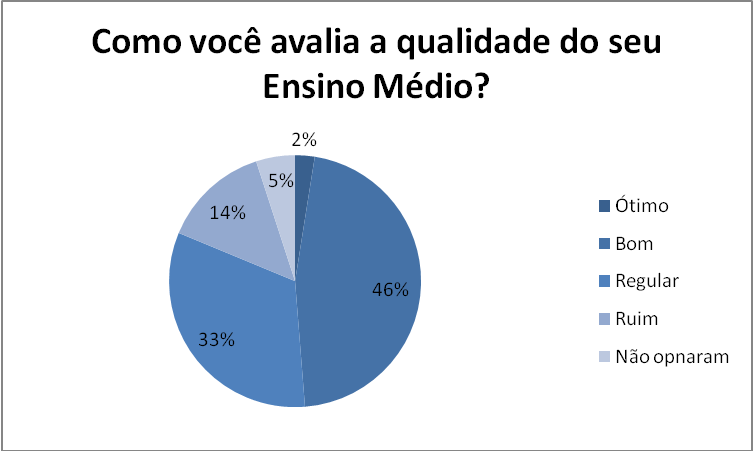 Como você avalia a qualidade do seu
Ensino Médio?
2%
5%
14%
46%
33%
Ótimo
Bom
Regular
Ruim
Não opnaram